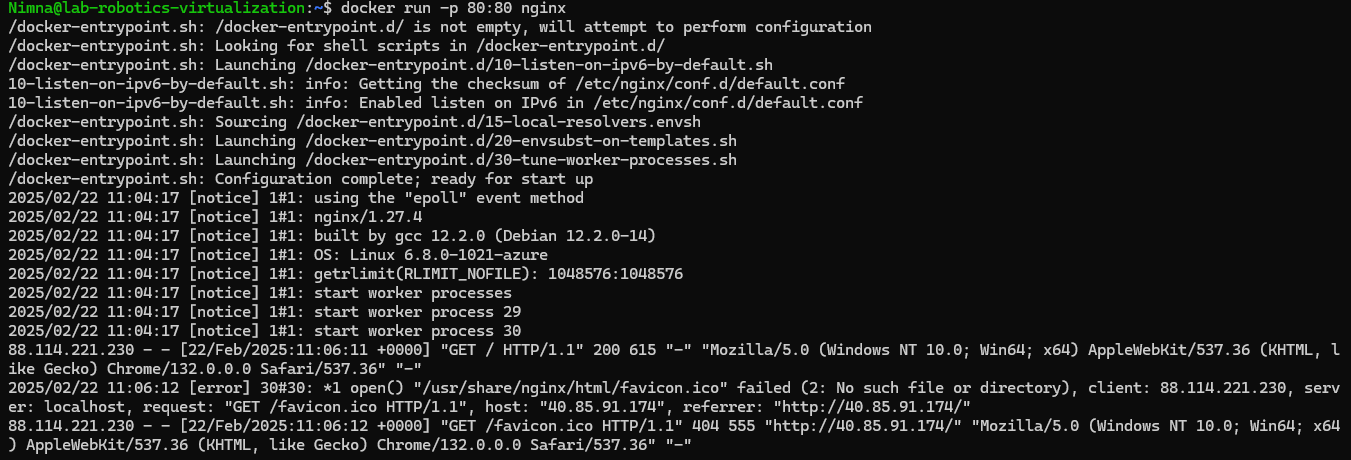 Nimna@lab-robotics-virtualization:~$ docker run -p 80:80 nginx
/docker-entrypoint.sh: /docker-entrypoint.d/ is not empty, will attempt to perform configuration
/docker-entrypoint.sh: Looking for shell scripts in /docker-entrypoint.d/
/docker-entrypoint.sh: Launching /docker-entrypoint.d/10-listen-on-ipv6-by-default.sh
10-listen-on-ipv6-by-default.sh: info: Getting the checksum of /etc/nginx/conf.d/default.conf
10-listen-on-ipv6-by-default.sh: info: Enabled listen on IPv6 in /etc/nginx/conf.d/default.conf
/docker-entrypoint.sh: Sourcing /docker-entrypoint.d/15-local-resolvers.envsh
/docker-entrypoint.sh: Launching /docker-entrypoint.d/20-envsubst-on-templates.sh
/docker-entrypoint.sh: Launching /docker-entrypoint.d/30-tune-worker-processes.sh
/docker-entrypoint.sh: Configuration complete; ready for start up
2025/02/22 11:04:17 [notice] 1#1: using the "epoll" event method
2025/02/22 11:04:17 [notice] 1#1: nginx/1.27.4
2025/02/22 11:04:17 [notice] 1#1: built by gcc 12.2.0 (Debian 12.2.0-14)
2025/02/22 11:04:17 [notice] 1#1: OS: Linux 6.8.0-1021-azure
2025/02/22 11:04:17 [notice] 1#1: getrlimit(RLIMIT_NOFILE): 1048576:1048576
2025/02/22 11:04:17 [notice] 1#1: start worker processes
2025/02/22 11:04:17 [notice] 1#1: start worker process 29
2025/02/22 11:04:17 [notice] 1#1: start worker process 30
88.114.221.230 - - [22/Feb/2025:11:06:11 +0000] "GET / HTTP/1.1" 200 615 "-" "Mozilla/5.0 (Windows NT 10.0; Win64; x64) AppleWebKit/537.36 (KHTML, l
ike Gecko) Chrome/132.0.0.0 Safari/537.36" "-"
2025/02/22 11:06:12 [error] 30#30: *1 open() "/usr/share/nginx/html/favicon.ico" failed (2: No such file or directory), client: 88.114.221.230, serv
er: localhost, request: "GET /favicon.ico HTTP/1.1", host: "40.85.91.174", referrer: "http://40.85.91.174/"
88.114.221.230 - - [22/Feb/2025:11:06:12 +0000] "GET /favicon.ico HTTP/1.1" 404 555 "http://40.85.91.174/" "Mozilla/5.0 (Windows NT 10.0; Win64; x64
) AppleWebKit/537.36 (KHTML, like Gecko) Chrome/132.0.0.0 Safari/537.36" "-"